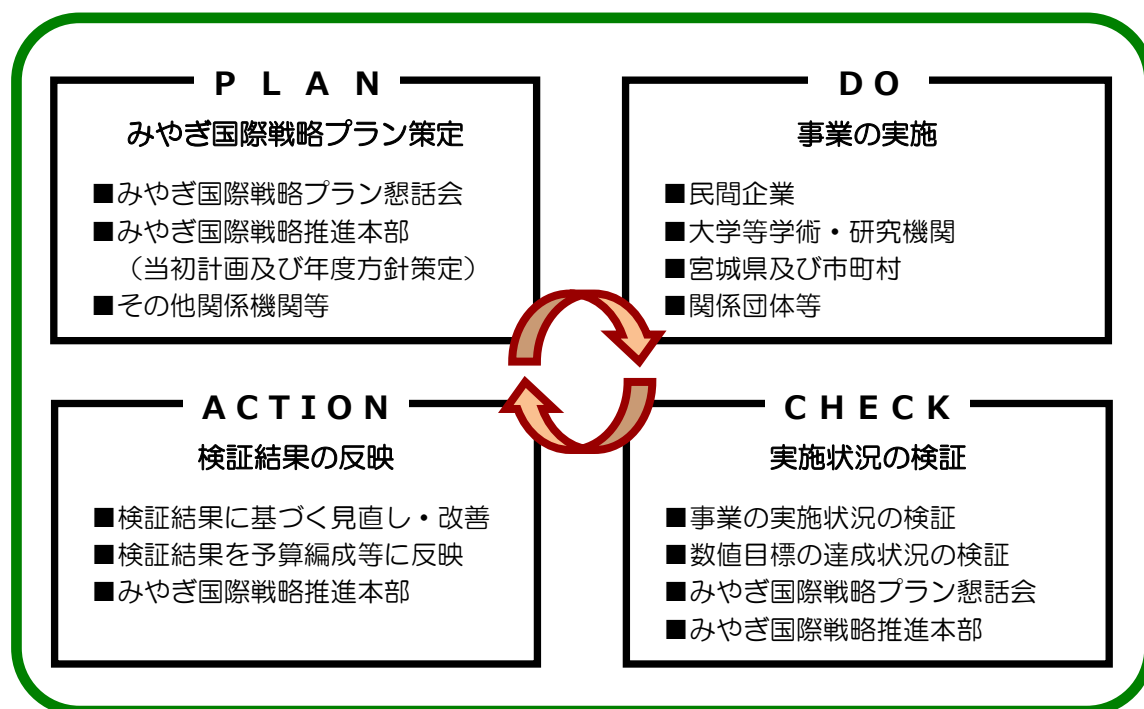 PLAN
みやぎ国際戦略プラン策定
■みやぎ国際戦略プラン懇話会
■みやぎ国際戦略推進本部
（当初計画及び年度方針策定）
■その他関係機関等
DO
事業の実施
■民間企業
■大学等学術・研究機関
■宮城県及び市町村
■関係団体等
ACTION
検証結果の反映
■検証結果に基づく見直し・改善
■検証結果を予算編成等に反映
■みやぎ国際戦略推進本部
CHECK
実施状況の検証
■事業の実施状況の検証
■数値目標の達成状況の検証
■みやぎ国際戦略プラン懇話会
■みやぎ国際戦略推進本部